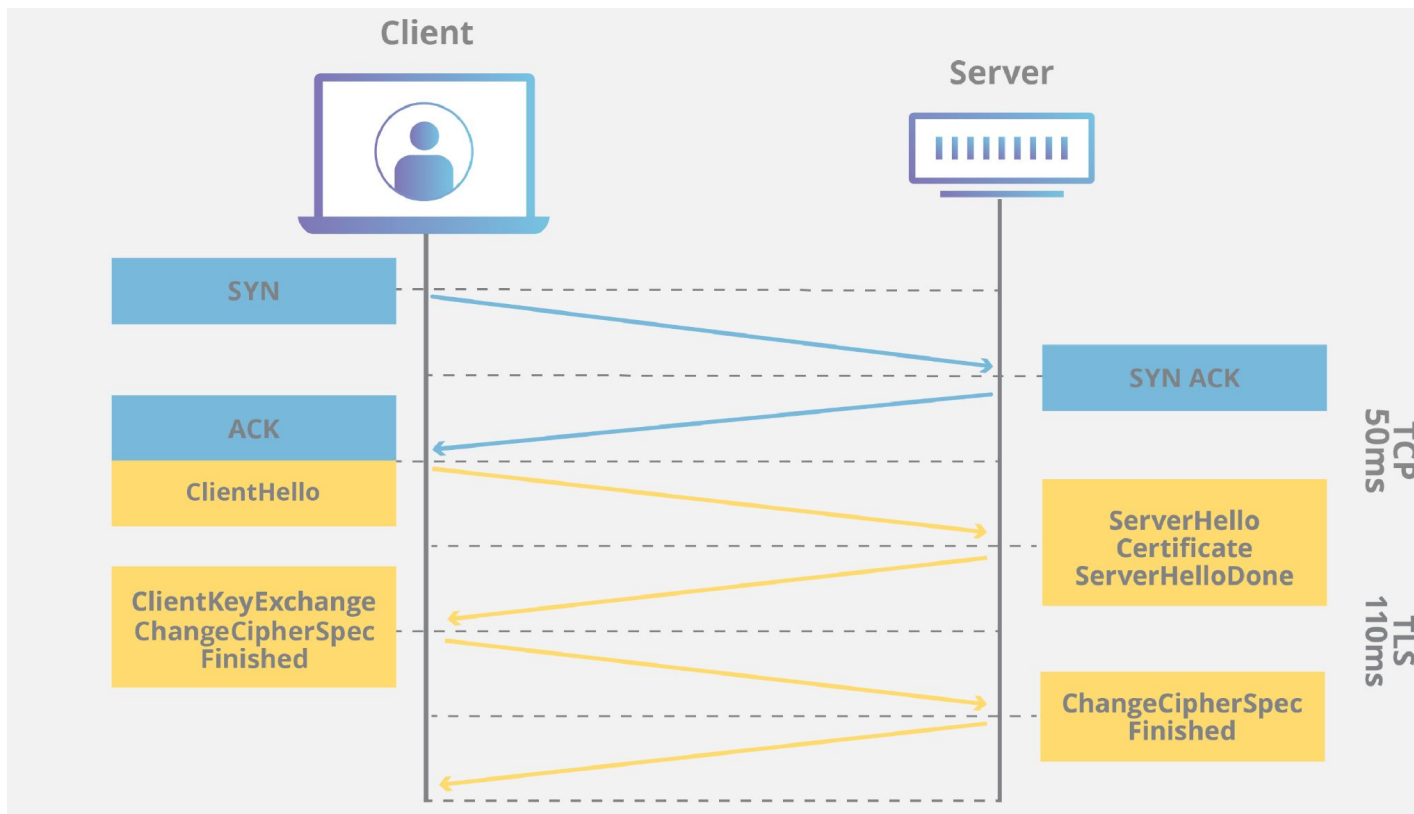 Client
Server
SYN
SYN ACK
ACK
ClientHello
TCP
50ms
ServerHello
Certificate
ServerHelloDone
ClientKeyExchange
ChangeCipherSpec
Finished
TLS
110ms
ChangeCipherSpec
Finished